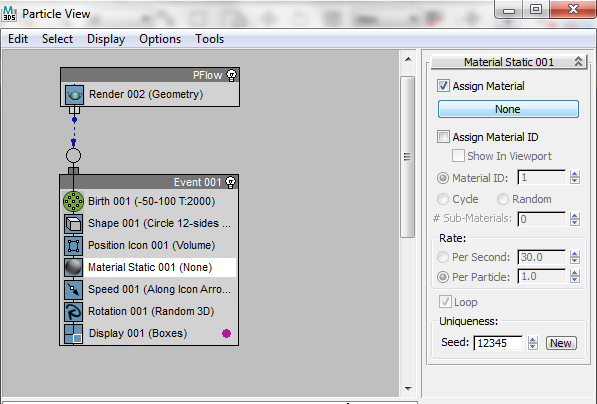 M 3DS
Particle View
Edit Select Display Options Tools
PFlow
Render 002 (Geometry)
Event 001
Birth 001 (-50-100 T:2000)
Shape 001 (Circle 12-sides ...
Position Icon 001 (Volume)
Material Static 001 (None)
Speed 001 (Along Icon Arro...
Rotation 001 (Random 3D)
Display 001 (Boxes)
Material Static 001
Assign Material
None
Assign Material ID
Show In Viewport
Material ID: 1
Cycle Random
# Sub-Materials: 0
Rate:
Per Second: 30.0
Per Particle: 1.0
Loop
Uniqueness:
Seed: 12345 New